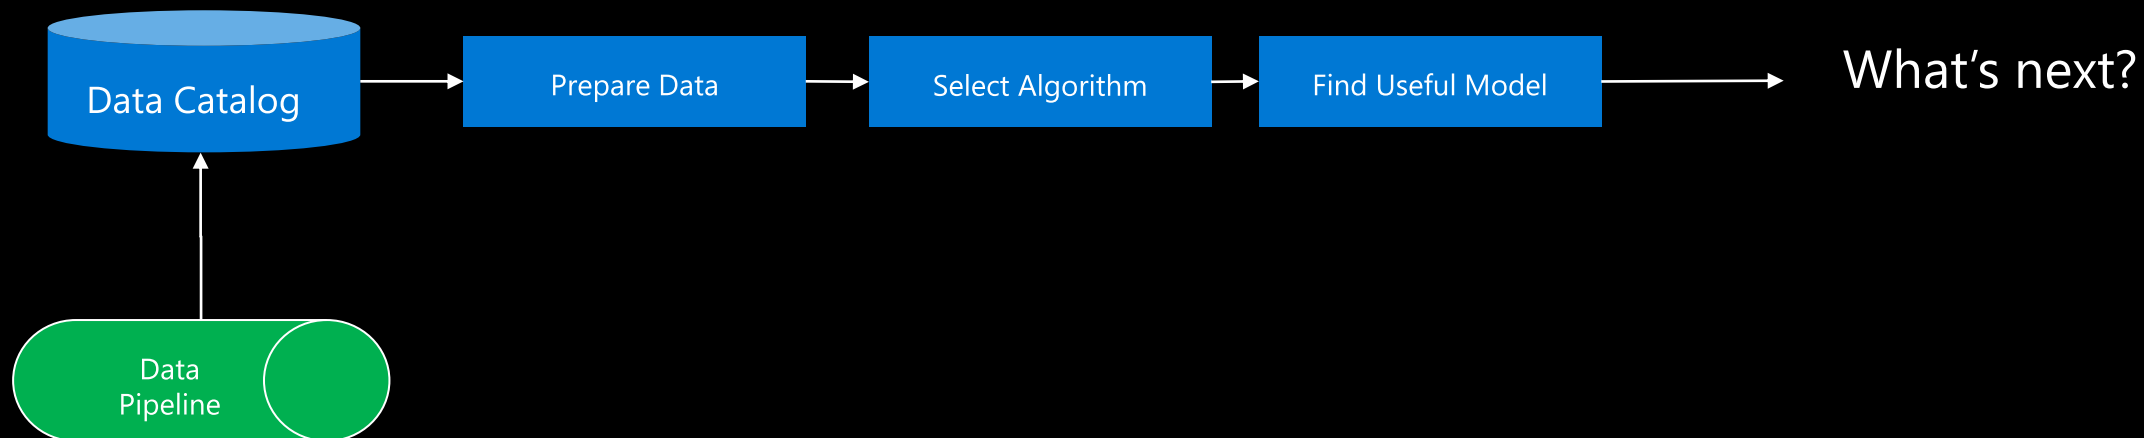 Data Catalog
Prepare Data
Select Algorithm
Find Useful Model
What’s next?
Data
Pipeline